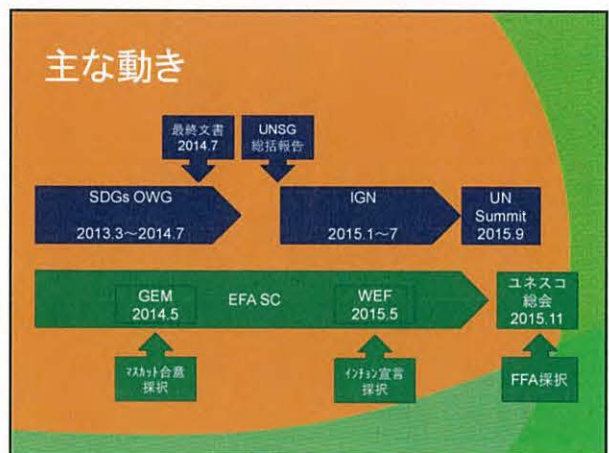 主な動き
最終文書
2014.7
UNSG
総括報告
SDGs OWG
2013.3~2014.7
IGN
2015.1~7
UN
Summit
2015.9
GEM
2014.5
EFA SC
WEF
2015.5
ユネスコ
総会
2015.11
マスカット合意
採択
インチョン宣言
採択
FFA採択